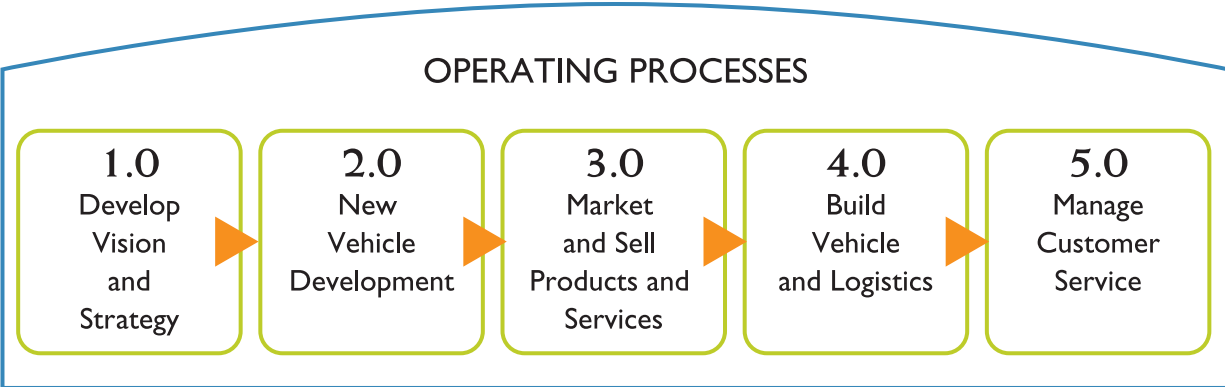 OPERATING PROCESSES
1.0
Develop
Vision
and
Strategy
2.0
New
Vehicle
Development
3.0
Market
and Sell
Products and
Services
4.0
Build
Vehicle
and Logistics
5.0
Manage
Customer
Service